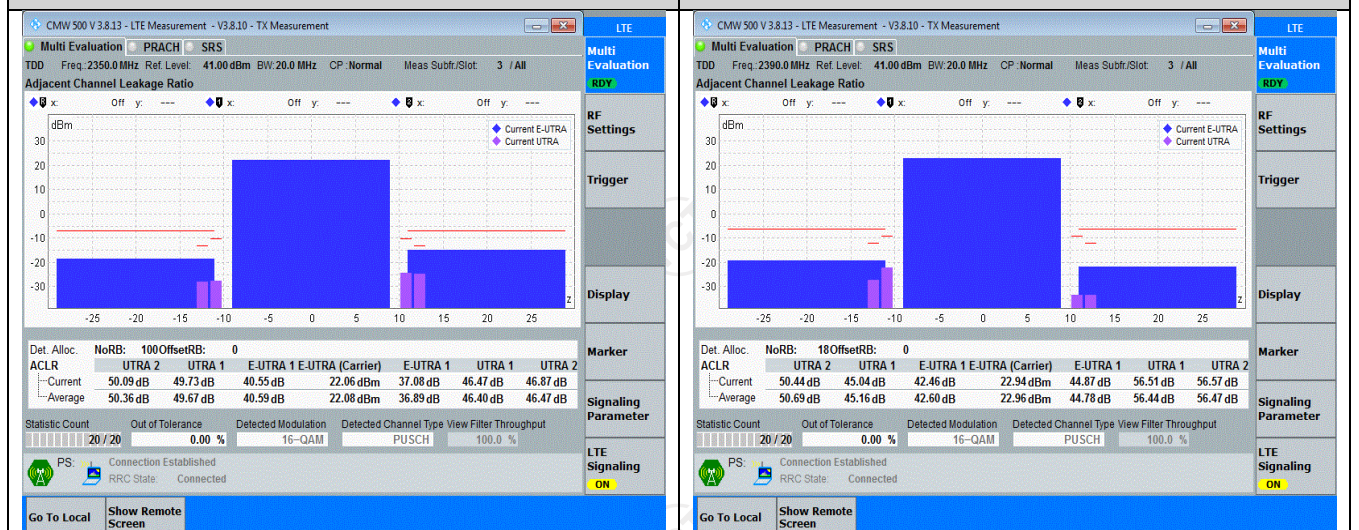 CMW 500 V 3.8.13 - LTE Measurement - V3.8.10 - TX Measurement
LTE
Multi Evaluation PRACH SRS
Multi Evaluation
RDY
TDD Freq.:2350.0 MHz Ref. Level: 41.00 dBm BW:20.0 MHz CP :Normal Meas Subfr./Slot: 3 / All
Adjacent Channel Leakage Ratio
x: Off y: --- x: Off y: --- x: Off y: ---
RF Settings
dBm
Current E-UTRA
Current UTRA
30
20
Trigger
10
0
-10
-20
-30
z
Display
-25 -20 -15 -10 -5 0 5 10 15 20 25
Det. Alloc. NoRB: 100 OffsetRB: 0
Marker
ACLR UTRA 2 UTRA 1 E-UTRA 1 E-UTRA (Carrier) E-UTRA 1 UTRA 1 UTRA 2
Current 50.09 dB 49.73 dB 40.55 dB 22.06 dBm 37.08 dB 46.47 dB 46.87 dB
Average 50.36 dB 49.67 dB 40.59 dB 22.08 dBm 36.89 dB 46.40 dB 46.47 dB
Signaling Parameter
Statistic Count Out of Tolerance Detected Modulation Detected Channel Type View Filter Throughput
20 / 20 0.00 % 16-QAM PUSCH 100.0 %
LTE Signaling
ON
PS: Connection Established
RRC State: Connected
Go To Local Show Remote Screen
CMW 500 V 3.8.13 - LTE Measurement - V3.8.10 - TX Measurement
LTE
Multi Evaluation PRACH SRS
Multi Evaluation
RDY
TDD Freq.:2390.0 MHz Ref. Level: 41.00 dBm BW:20.0 MHz CP :Normal Meas Subfr./Slot: 3 / All
Adjacent Channel Leakage Ratio
x: Off y: --- x: Off y: --- x: Off y: ---
RF Settings
dBm
Current E-UTRA
Current UTRA
30
20
Trigger
10
0
-10
-20
-30
z
Display
-25 -20 -15 -10 -5 0 5 10 15 20 25
Det. Alloc. NoRB: 18 OffsetRB: 0
Marker
ACLR UTRA 2 UTRA 1 E-UTRA 1 E-UTRA (Carrier) E-UTRA 1 UTRA 1 UTRA 2
Current 50.44 dB 45.04 dB 42.46 dB 22.94 dBm 44.87 dB 56.51 dB 56.57 dB
Average 50.69 dB 45.16 dB 42.60 dB 22.96 dBm 44.78 dB 56.44 dB 56.47 dB
Signaling Parameter
Statistic Count Out of Tolerance Detected Modulation Detected Channel Type View Filter Throughput
20 / 20 0.00 % 16-QAM PUSCH 100.0 %
LTE Signaling
ON
PS: Connection Established
RRC State: Connected
Go To Local Show Remote Screen